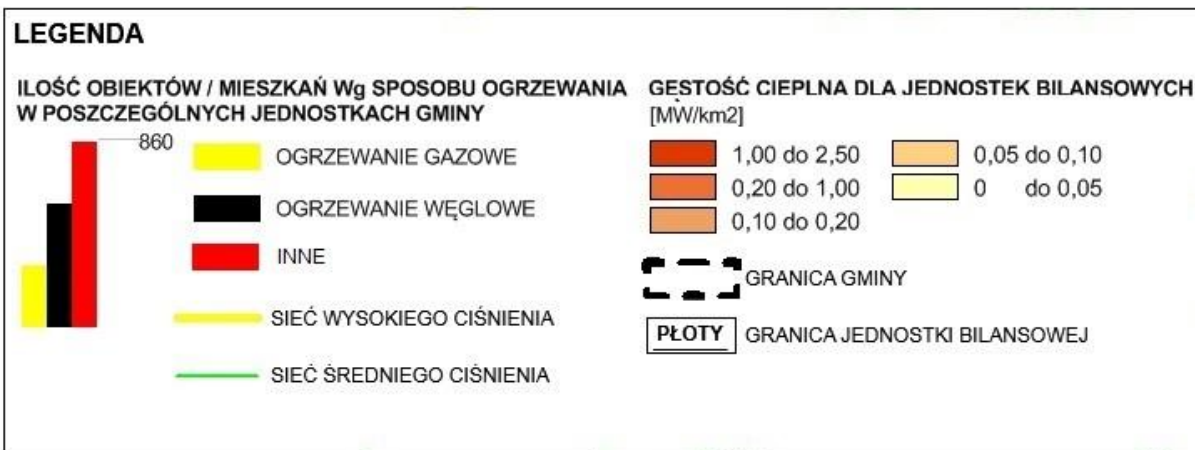 LEGENDA
ILOŚĆ OBIEKTÓW / MIESZKAŃ Wg SPOSOBU OGRZEWANIA
W POSZCZEGÓLNYCH JEDNOSTKACH GMINY
860
OGRZEWANIE GAZOWE
OGRZEWANIE WĘGLOWE
INNE
SIEĆ WYSOKIEGO CIŚNIENIA
SIEĆ ŚREDNIEGO CIŚNIENIA
GĘSTOŚĆ CIEPLNA DLA JEDNOSTEK BILANSOWYCH
[MW/km2]
1,00 do 2,50
0,20 do 1,00
0,10 do 0,20
0,05 do 0,10
0 do 0,05
GRANICA GMINY
PŁOTY GRANICA JEDNOSTKI BILANSOWEJ